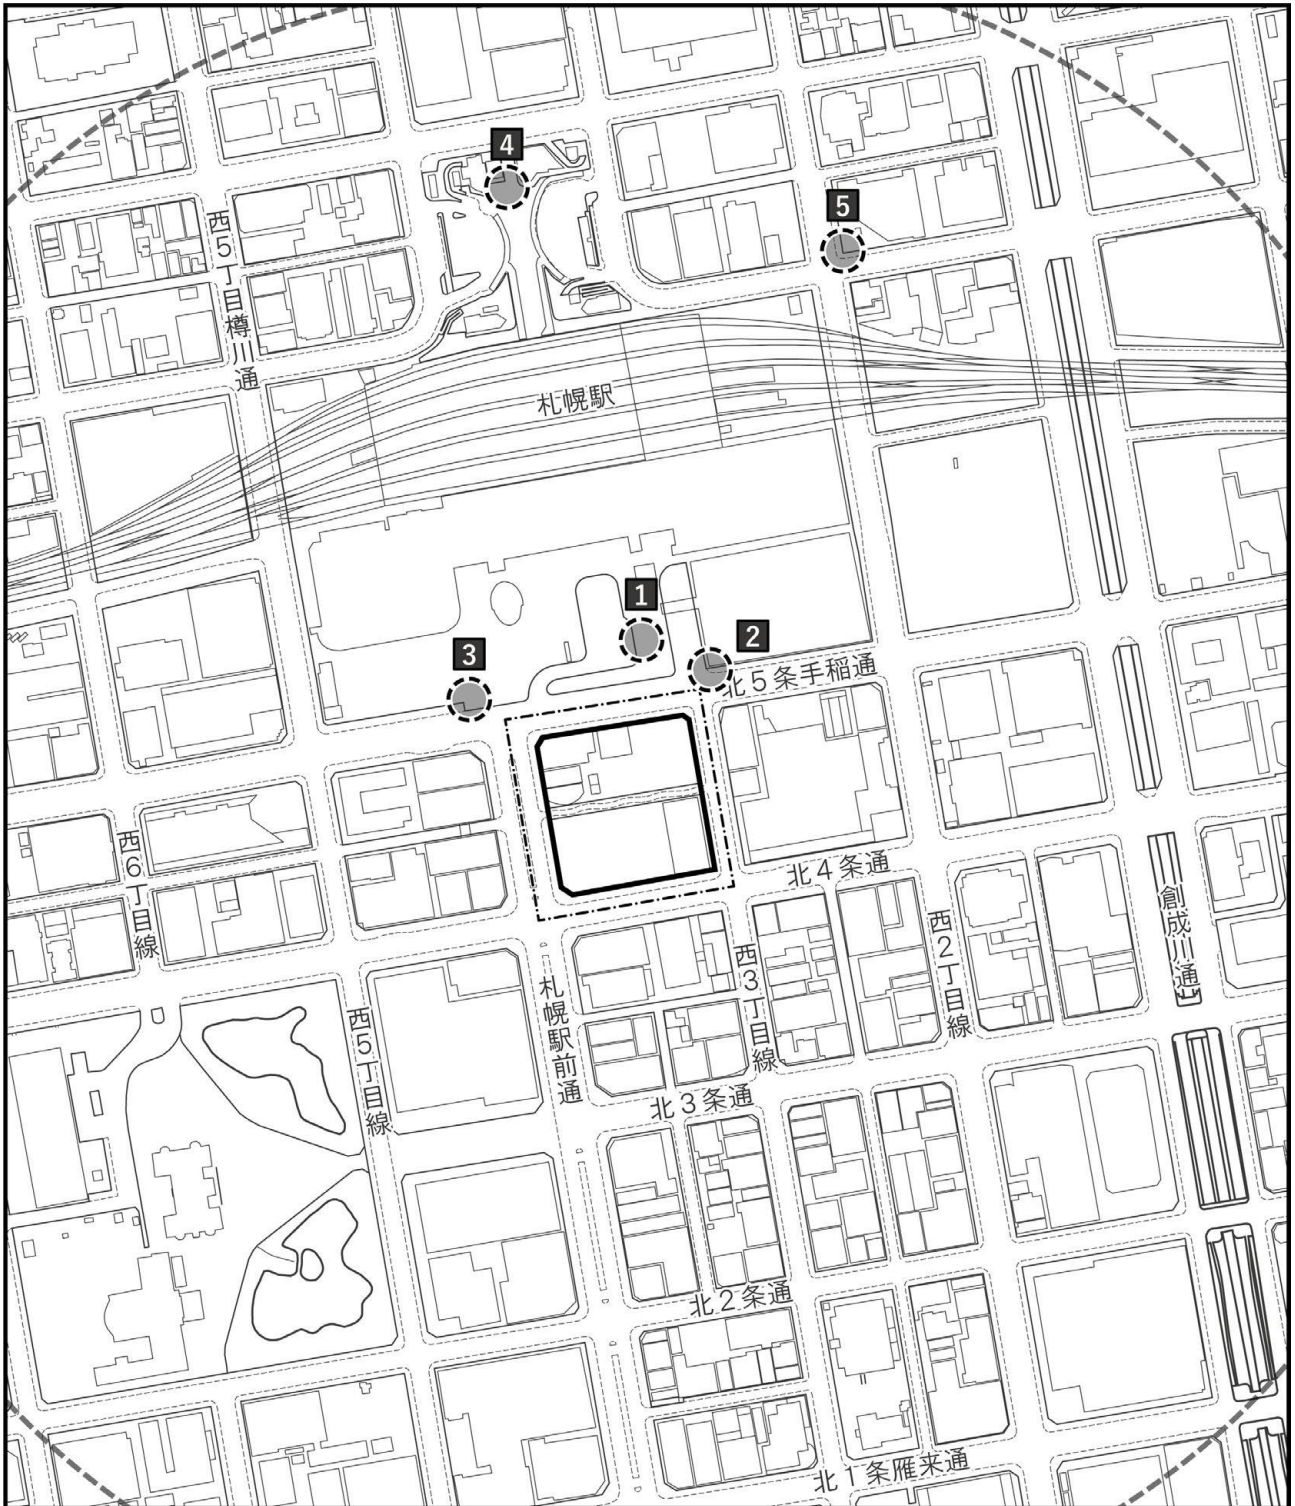 4
5
西5丁目樽川通
札幌駅
1
2
3
北5条手稲通
西6丁目線
北4条通
西5丁目線
札幌駅前通
西3丁目線
西2丁目線
創成川通
北3条通
北2条通
北1条雁来通